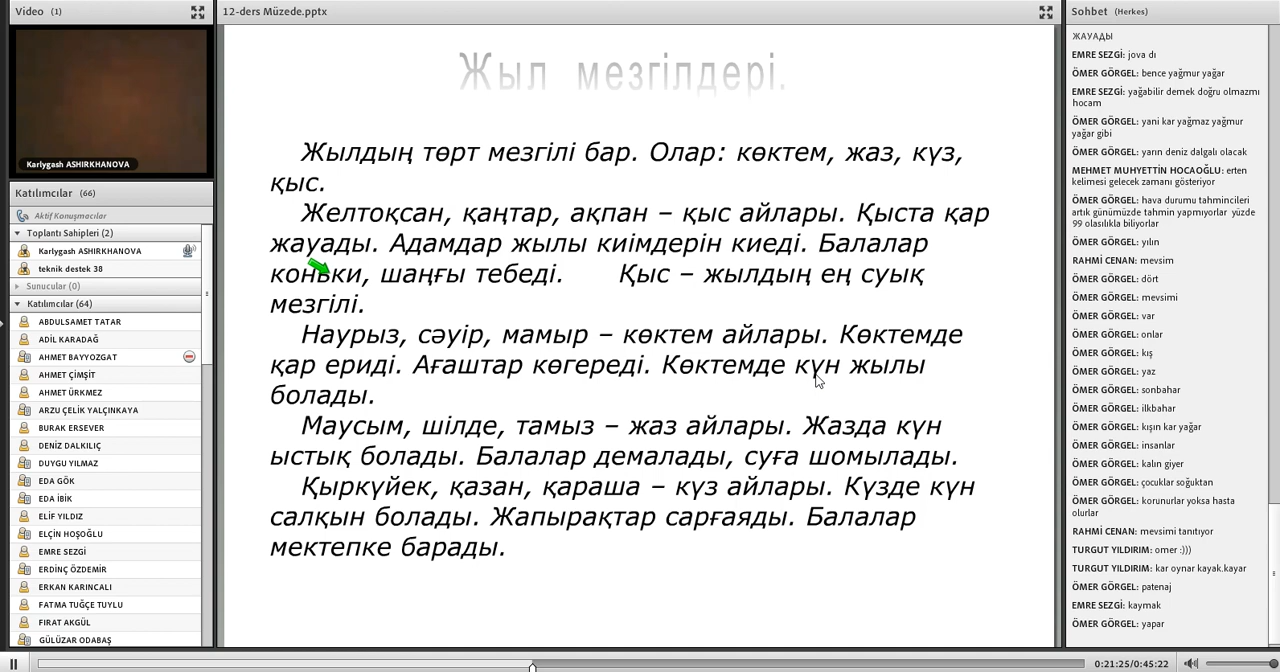 Video (1)
Karlygash ASHIRKHANOVA
Katılımcılar (66)
Aktif Konuşmacılar
Toplantı Sahipleri (2)
Karlygash ASHIRKHANOVA
teknik destek 38
Sunucular (0)
Katılımcılar (64)
ABDULSAMET TATAR
ADİL KARADAĞ
AHMET BAYYOZGAT
AHMET ÇİMŞİT
AHMET ÜRKMEZ
ARZU ÇELİK YALÇINKAYA
BURAK ERSEVER
DENİZ DALKILIÇ
DUYGU YILMAZ
EDA GÖK
EDA İBİK
ELİF YILDIZ
ELÇİN HOŞOĞLU
EMRE SEZGİ
ERDİNÇ ÖZDEMİR
ERKAN KARINCALI
FATMA TUĞÇE TUYLU
FIRAT AKGÜL
GÜLÜZAR ODABAŞ
12-ders Müzede.pptx
Жыл мезгілдері.
Жылдың төрт мезгілі бар. Олар: көктем, жаз, күз,
қыс.
Желтоқсан, қаңтар, ақпан – қыс айлары. Қыста қар
жауады. Адамдар жылы киімдерін киеді. Балалар
коньки, шаңғы тебеді. Қыс – жылдың ең суық
мезгілі.
Наурыз, сәуір, мамыр – көктем айлары. Көктемде
қар ериді. Ағаштар көгереді. Көктемде күн жылы
болады.
Маусым, шілде, тамыз – жаз айлары. Жазда күн
ыстық болады. Балалар демалады, суға шомылады.
Қыркүйек, қазан, қараша – күз айлары. Күзде күн
салқын болады. Жапырақтар сарғаяды. Балалар
мектепке барады.
Sohbet (Herkes)
ЖАУАДЫ
EMRE SEZGİ: jova dı
ÖMER GÖRGEL: bence yağmur yağar
EMRE SEZGİ: yağabilir demek doğru olmazmı
hocam
ÖMER GÖRGEL: yani kar yağmaz yağmur
yağar gibi
ÖMER GÖRGEL: yarın deniz dalgalı olacak
MEHMET MUHYETTİN HOCAOĞLU: erten
kelimesi gelecek zamanı gösteriyor
ÖMER GÖRGEL: hava durumu tahmincileri
artık günümüzde tahmin yapmıyorlar yüzde
99 olasılıkla biliyorlar
ÖMER GÖRGEL: yılın
RAHMİ CENAN: mevsim
ÖMER GÖRGEL: dört
ÖMER GÖRGEL: mevsimi
ÖMER GÖRGEL: var
ÖMER GÖRGEL: onlar
ÖMER GÖRGEL: kış
ÖMER GÖRGEL: yaz
ÖMER GÖRGEL: sonbahar
ÖMER GÖRGEL: ilkbahar
ÖMER GÖRGEL: kışın kar yağar
ÖMER GÖRGEL: insanlar
ÖMER GÖRGEL: kalın giyer
ÖMER GÖRGEL: çocuklar soğuktan
ÖMER GÖRGEL: korunurlar yoksa hasta
olurlar
RAHMİ CENAN: mevsimi tanıtıyor
TURGUT YILDIRIM: omer :)))
TURGUT YILDIRIM: kar oynar kayak.kayar
ÖMER GÖRGEL: patenaj
EMRE SEZGİ: kaymak
ÖMER GÖRGEL: yapar
0:21:25/0:45:22